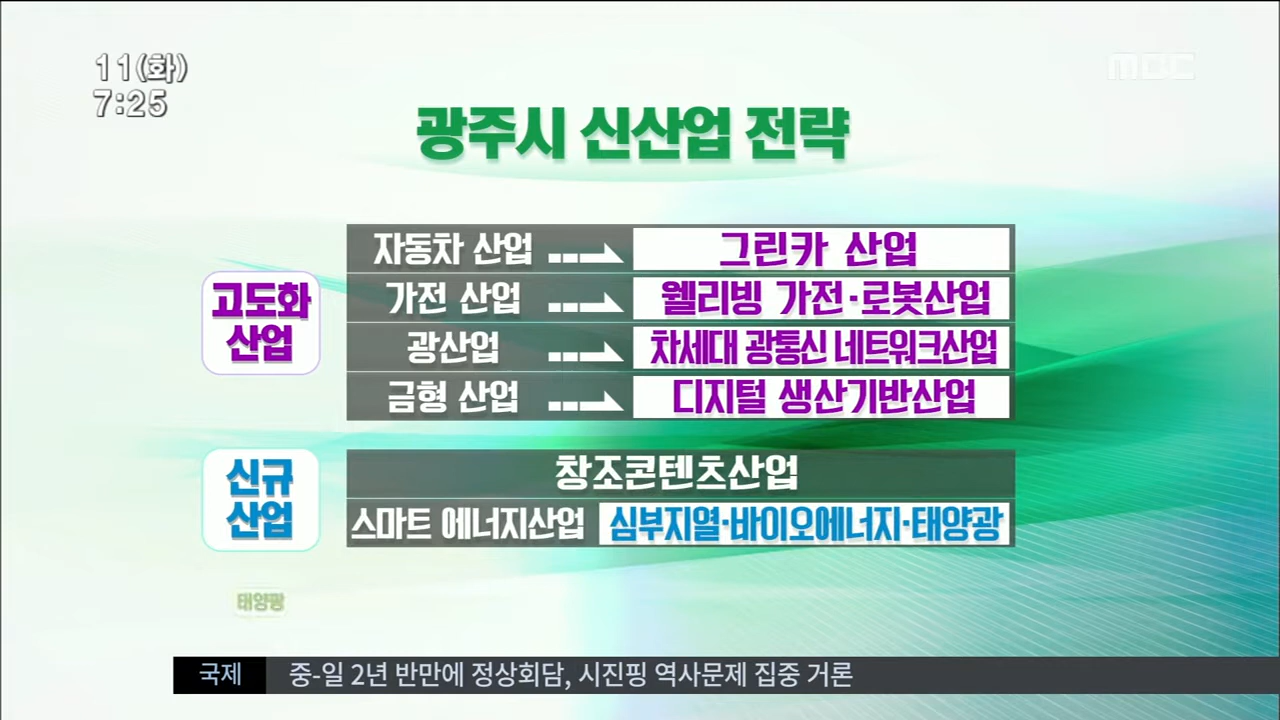 11(화)
7:25
MBC
광주시 신산업 전략
고도화
산업
자동차 산업 그린카 산업
가전 산업 웰리빙 가전·로봇산업
광산업 차세대 광통신 네트워크산업
금형 산업 디지털 생산기반산업
신규
산업
창조콘텐츠산업
스마트 에너지산업 심부지열·바이오에너지·태양광
태양광
국제 중-일 2년 반만에 정상회담, 시진핑 역사문제 집중 거론